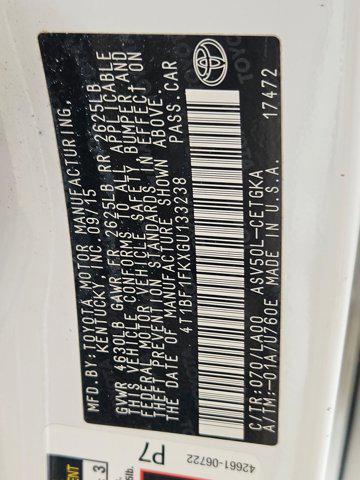 MFD. BY: TOYOTA MOTOR MANUFACTURING,
KENTUCKY, INC. 09/15
GVWR 4630LB GAWR FR 2625LB RR 2625LB
THIS VEHICLE CONFORMS TO ALL APPLICABLE
FEDERAL MOTOR VEHICLE SAFETY, BUMPER, AND
THEFT PREVENTION STANDARDS IN EFFECT ON
THE DATE OF MANUFACTURE SHOWN ABOVE.
4T1BF1FKXGU133238 PASS. CAR
C/TR:070/LA00 ASV50L-CETGKA
A/TM:-01A/U760E MADE IN U.S.A. 17472
TOYOTA
42661-06722
P7